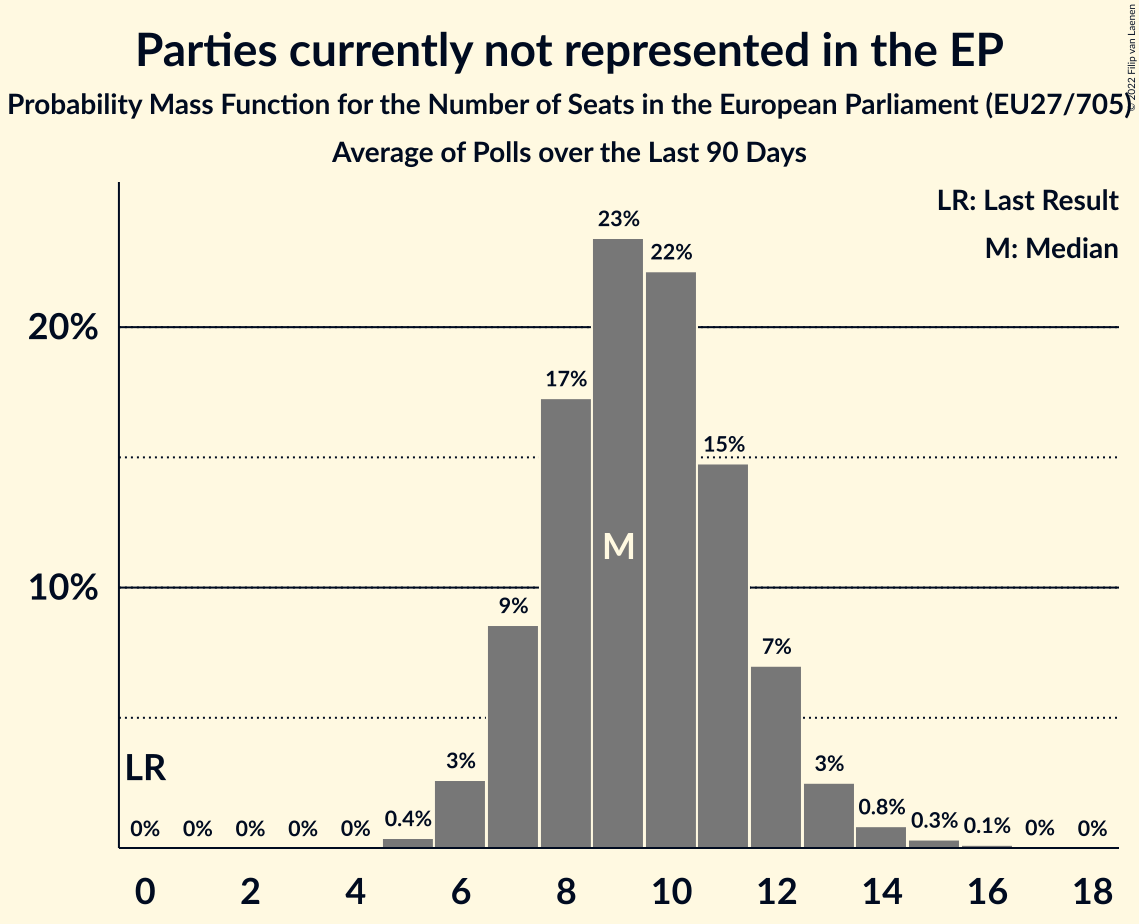 Parties currently not represented in the EP
Probability Mass Function for the Number of Seats in the European Parliament (EU27/705)
Average of Polls over the Last 90 Days
© 2022 Filip van Laenen
LR: Last Result
M: Median
20%
10%
LR
M
0% 0% 0% 0% 0% 0.4% 3% 9% 17% 23% 22% 15% 7% 3% 0.8% 0.3% 0.1% 0% 0%
0 2 4 6 8 10 12 14 16 18